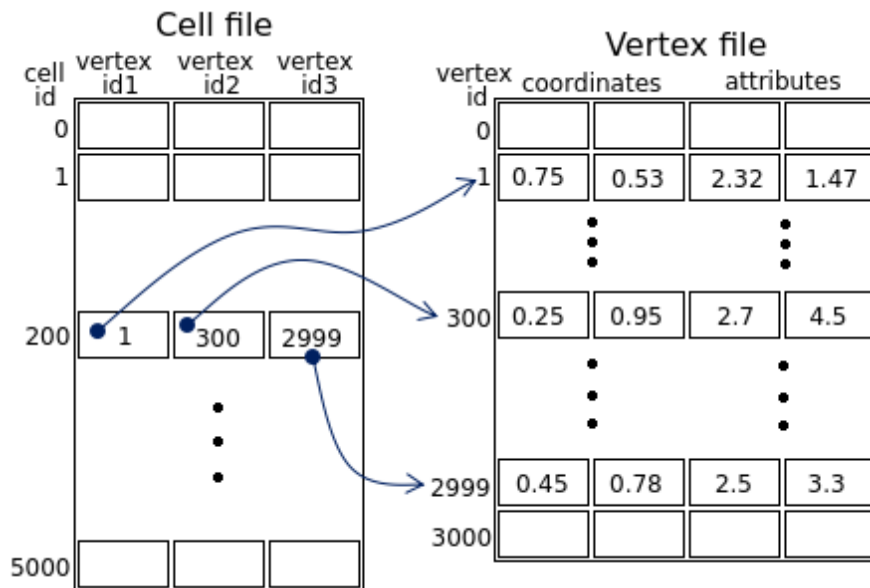 Cell file
cell id
vertex id1
vertex id2
vertex id3
0
1
200 1 300 2999
5000
Vertex file
vertex id
coordinates
attributes
0
1 0.75 0.53 2.32 1.47
300 0.25 0.95 2.7 4.5
2999 0.45 0.78 2.5 3.3
3000